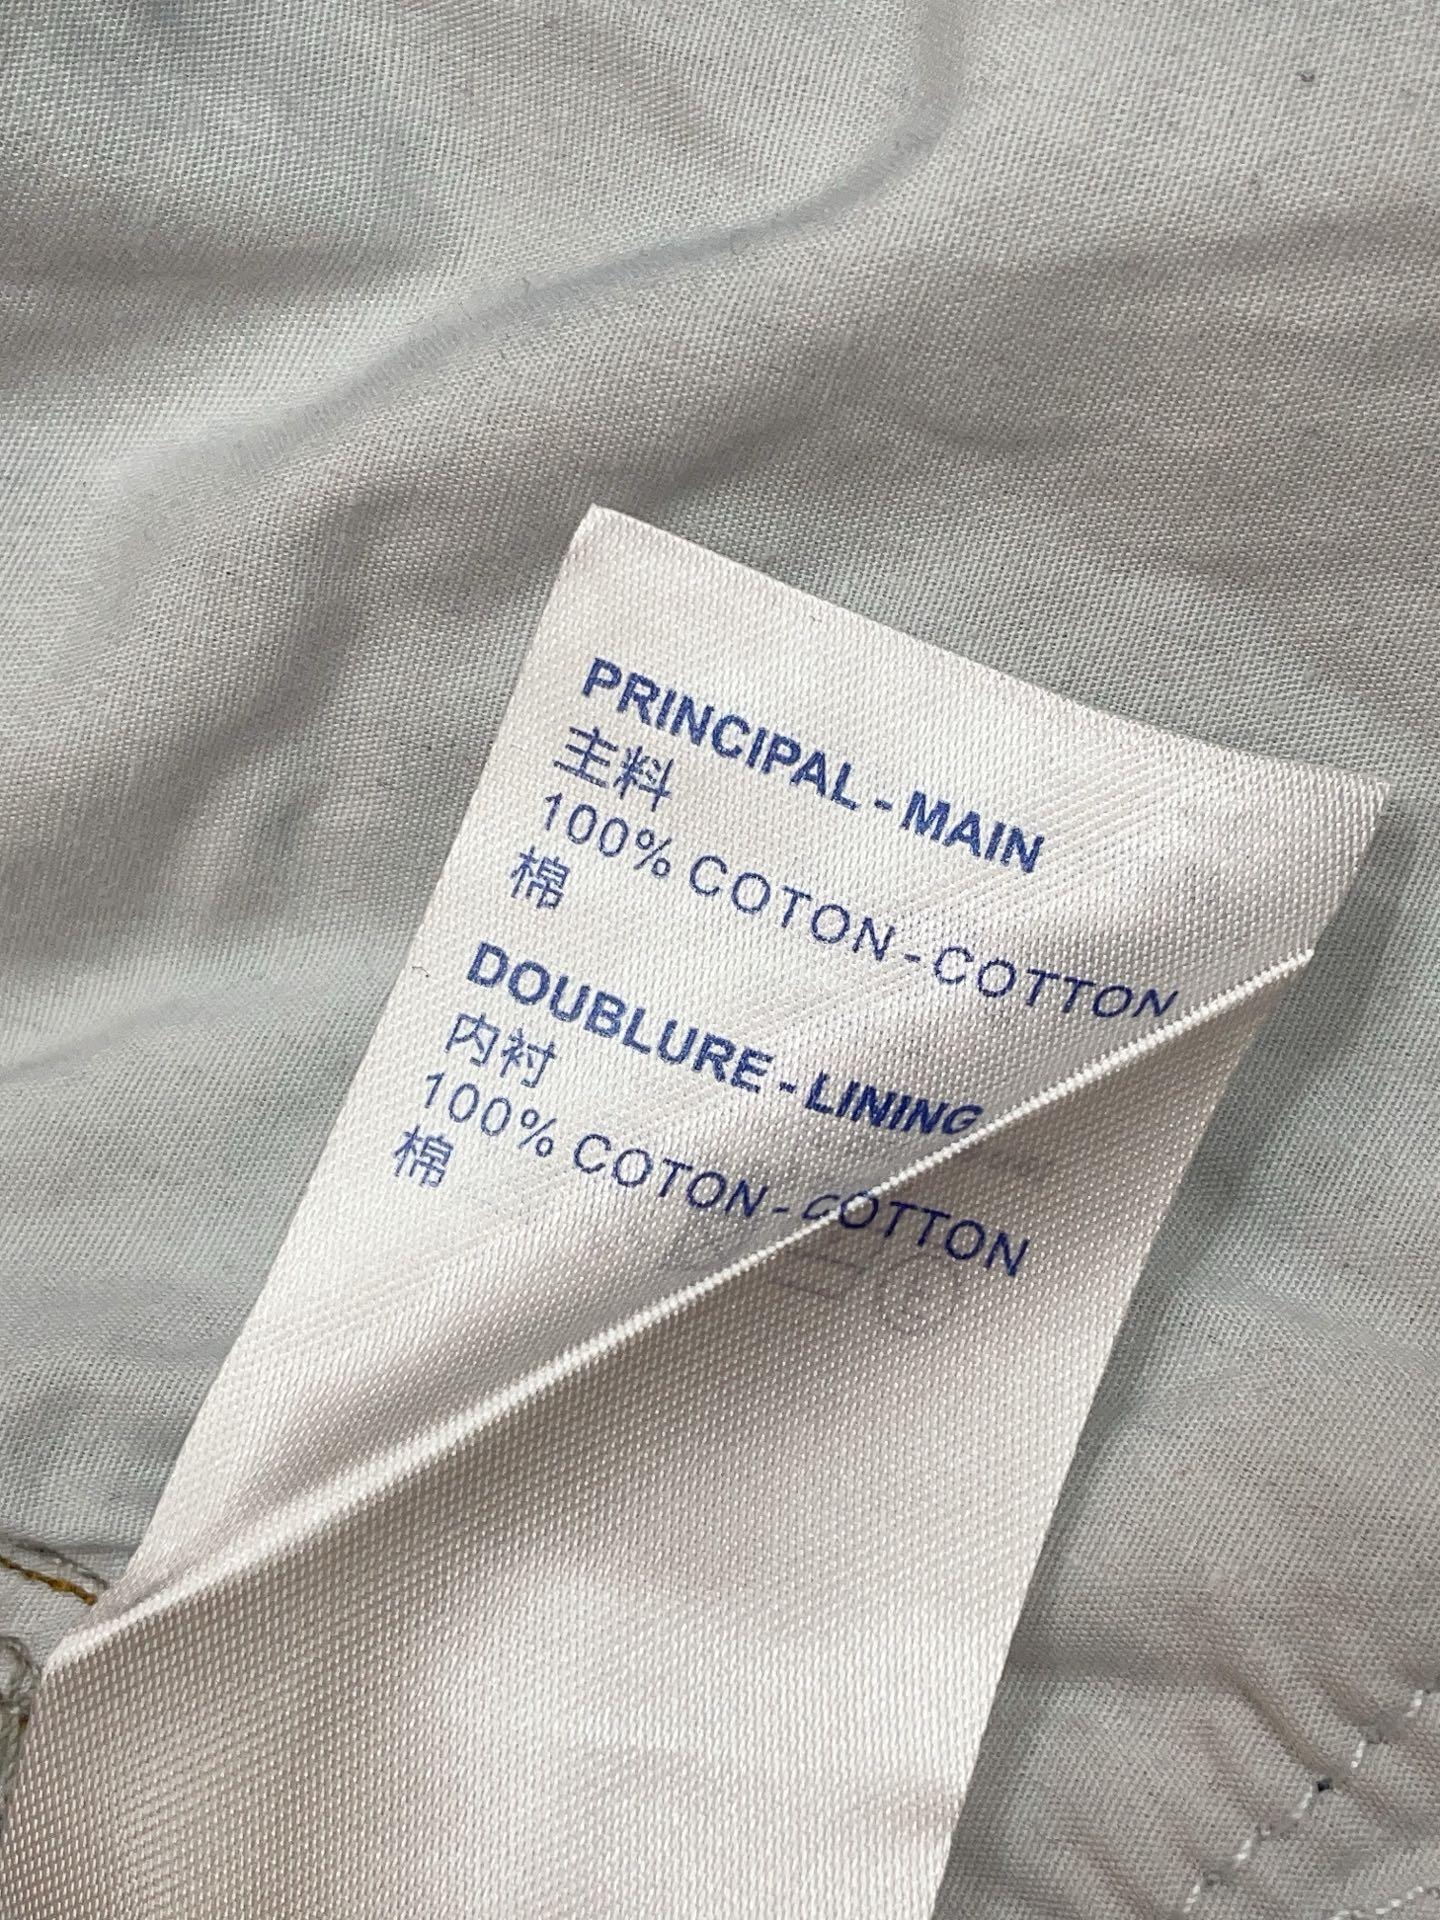 PRINCIPAL - MAIN
主料
100% COTON - COTTON
棉
DOUBLURE - LINING
内衬
100% COTON - COTTON
棉